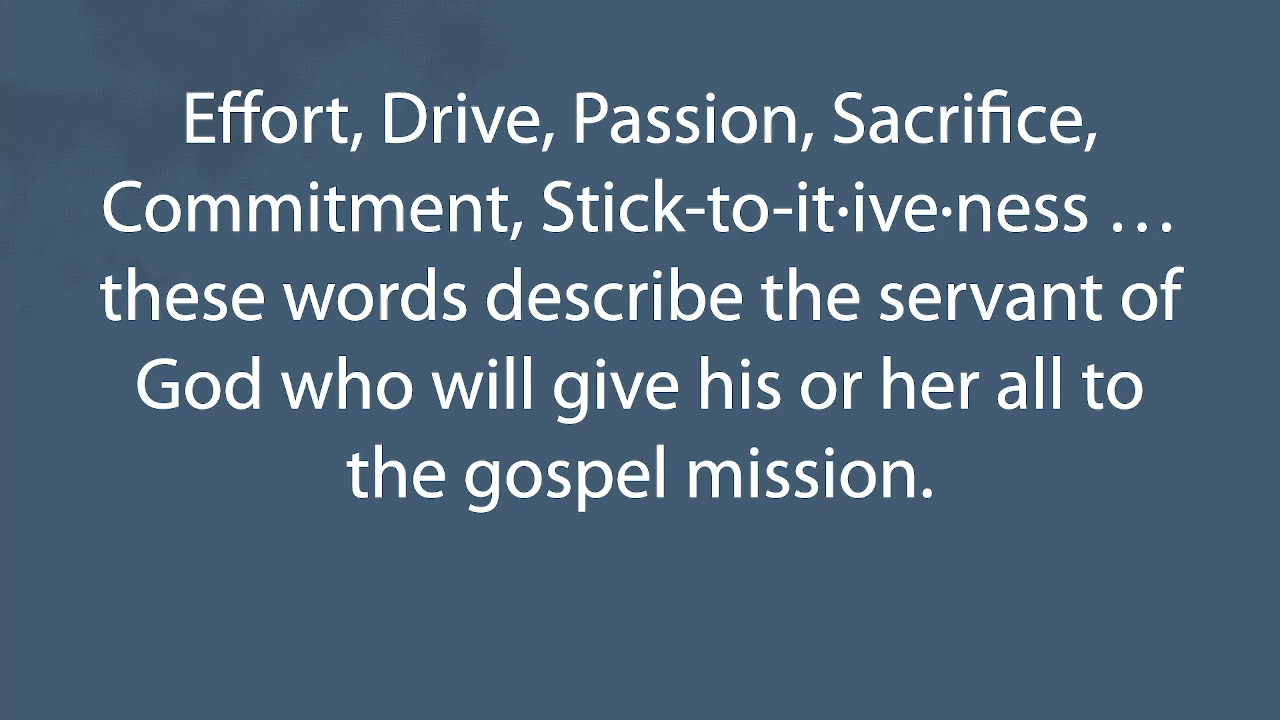 Effort, Drive, Passion, Sacrifice,
Commitment, Stick-to-it·ive·ness …
these words describe the servant of
God who will give his or her all to
the gospel mission.